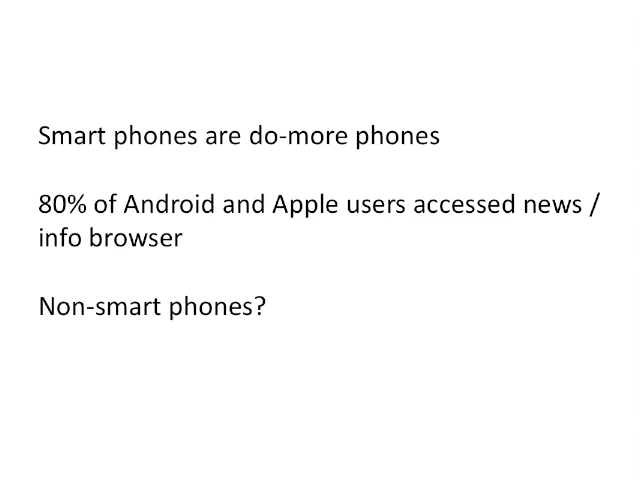 Smart phones are do-more phones
80% of Android and Apple users accessed news /
info browser
Non-smart phones?